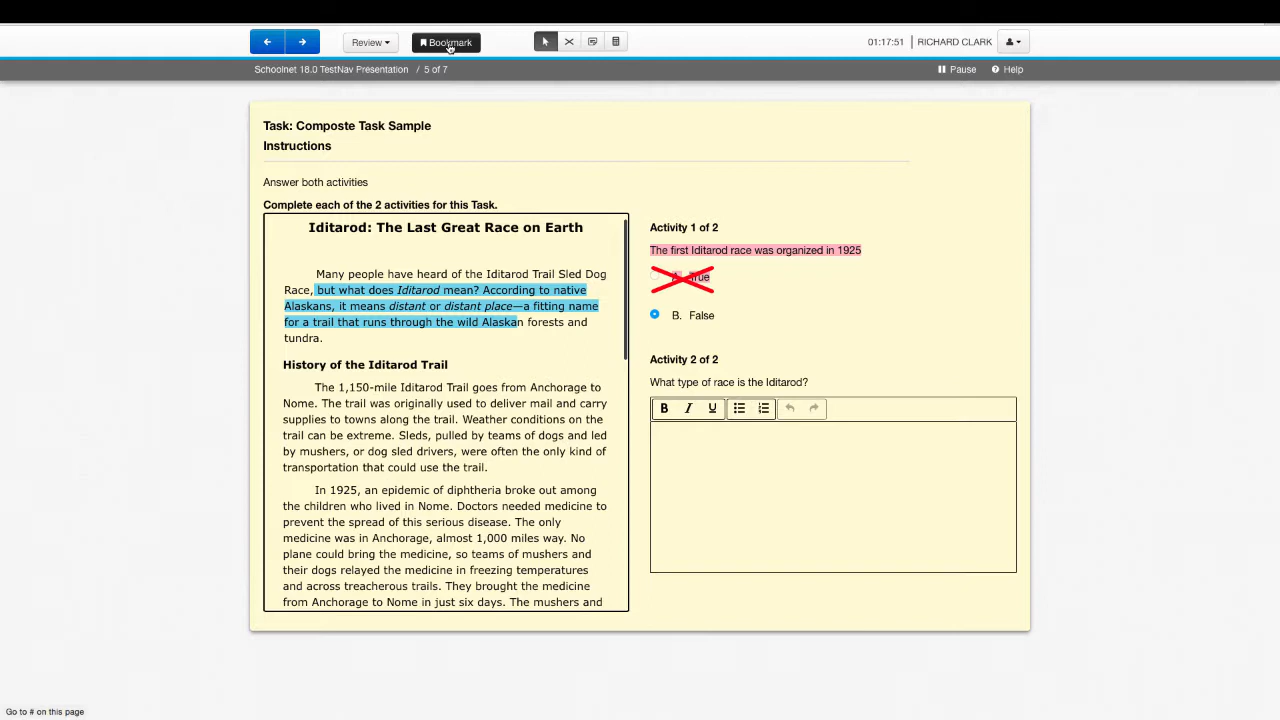 Review
Bookmark
01:17:51
RICHARD CLARK
Schoolnet 18.0 TestNav Presentation / 5 of 7
Pause
Help
Task: Composte Task Sample
Instructions
Answer both activities
Complete each of the 2 activities for this Task.
Iditarod: The Last Great Race on Earth
Many people have heard of the Iditarod Trail Sled Dog
Race, but what does Iditarod mean? According to native
Alaskans, it means distant or distant place—a fitting name
for a trail that runs through the wild Alaskan forests and
tundra.
History of the Iditarod Trail
The 1,150-mile Iditarod Trail goes from Anchorage to
Nome. The trail was originally used to deliver mail and carry
supplies to towns along the trail. Weather conditions on the
trail can be extreme. Sleds, pulled by teams of dogs and led
by mushers, or dog sled drivers, were often the only kind of
transportation that could use the trail.
In 1925, an epidemic of diphtheria broke out among
the children who lived in Nome. Doctors needed medicine to
prevent the spread of this serious disease. The only
medicine was in Anchorage, almost 1,000 miles way. No
plane could bring the medicine, so teams of mushers and
their dogs relayed the medicine in freezing temperatures
and across treacherous trails. They brought the medicine
from Anchorage to Nome in just six days. The mushers and
Activity 1 of 2
The first Iditarod race was organized in 1925
A. True
B. False
Activity 2 of 2
What type of race is the Iditarod?
B I U
Go to # on this page